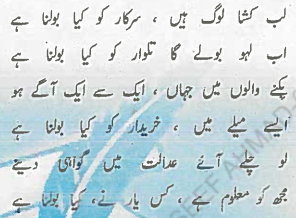 لب کشا لوگ ہیں ، سرکار کو کیا بولنا ہے
اب لہو بولے گا تلوار کو کیا بولنا ہے
بکنے والوں میں جہاں ، ایک سے ایک آگے ہو
ایسے میلے میں ، خریدار کو کیا بولنا ہے
لو چلے آئے عدالت میں گواہی دینے
مجھ کو معلوم ہے ، کس یار نے ، کیا بولنا ہے